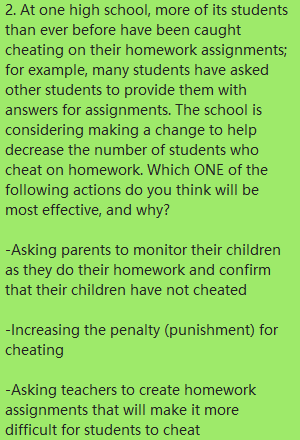 2. At one high school, more of its students
than ever before have been caught
cheating on their homework assignments;
for example, many students have asked
other students to provide them with
answers for assignments. The school is
considering making a change to help
decrease the number of students who
cheat on homework. Which ONE of the
following actions do you think will be
most effective, and why?
-Asking parents to monitor their children
as they do their homework and confirm
that their children have not cheated
-Increasing the penalty (punishment) for
cheating
-Asking teachers to create homework
assignments that will make it more
difficult for students to cheat